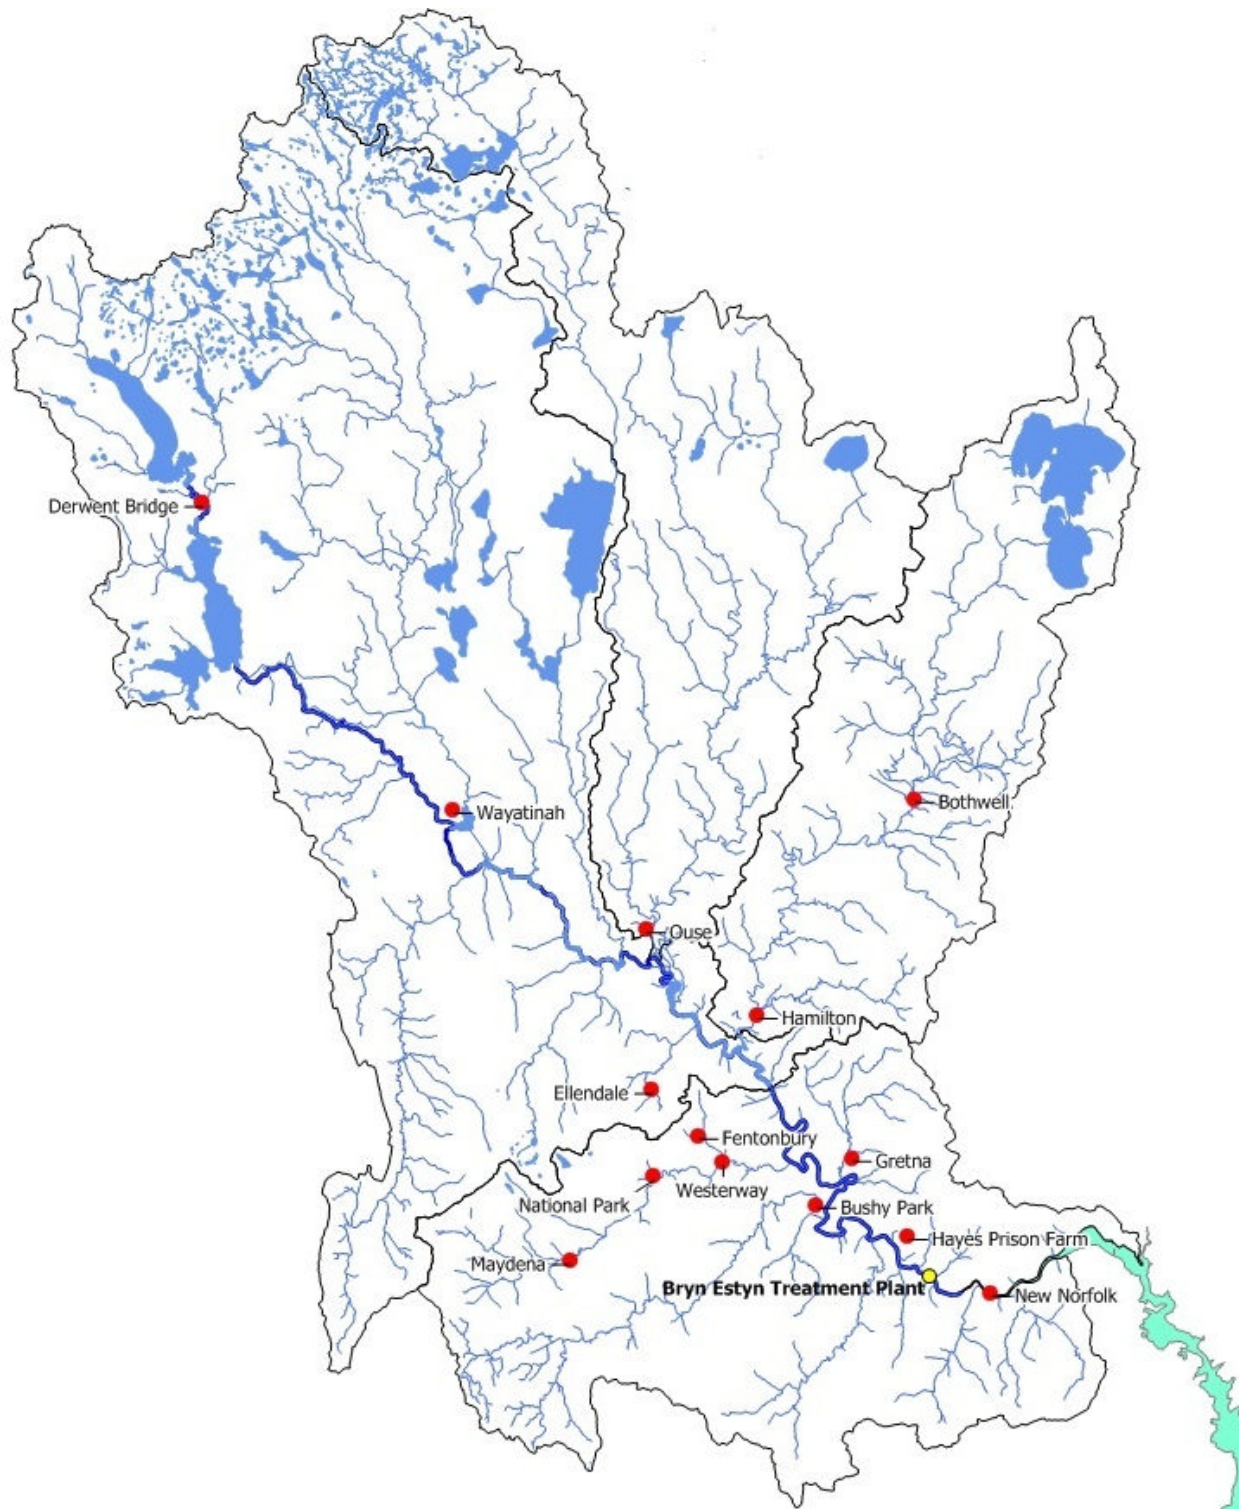 Derwent Bridge
Wayatinah
Bothwell
Ouse
Hamilton
Ellendale
Fentonbury
Gretna
Westerway
National Park
Bushy Park
Hayes Prison Farm
Maydena
Bryn Estyn Treatment Plant
New Norfolk